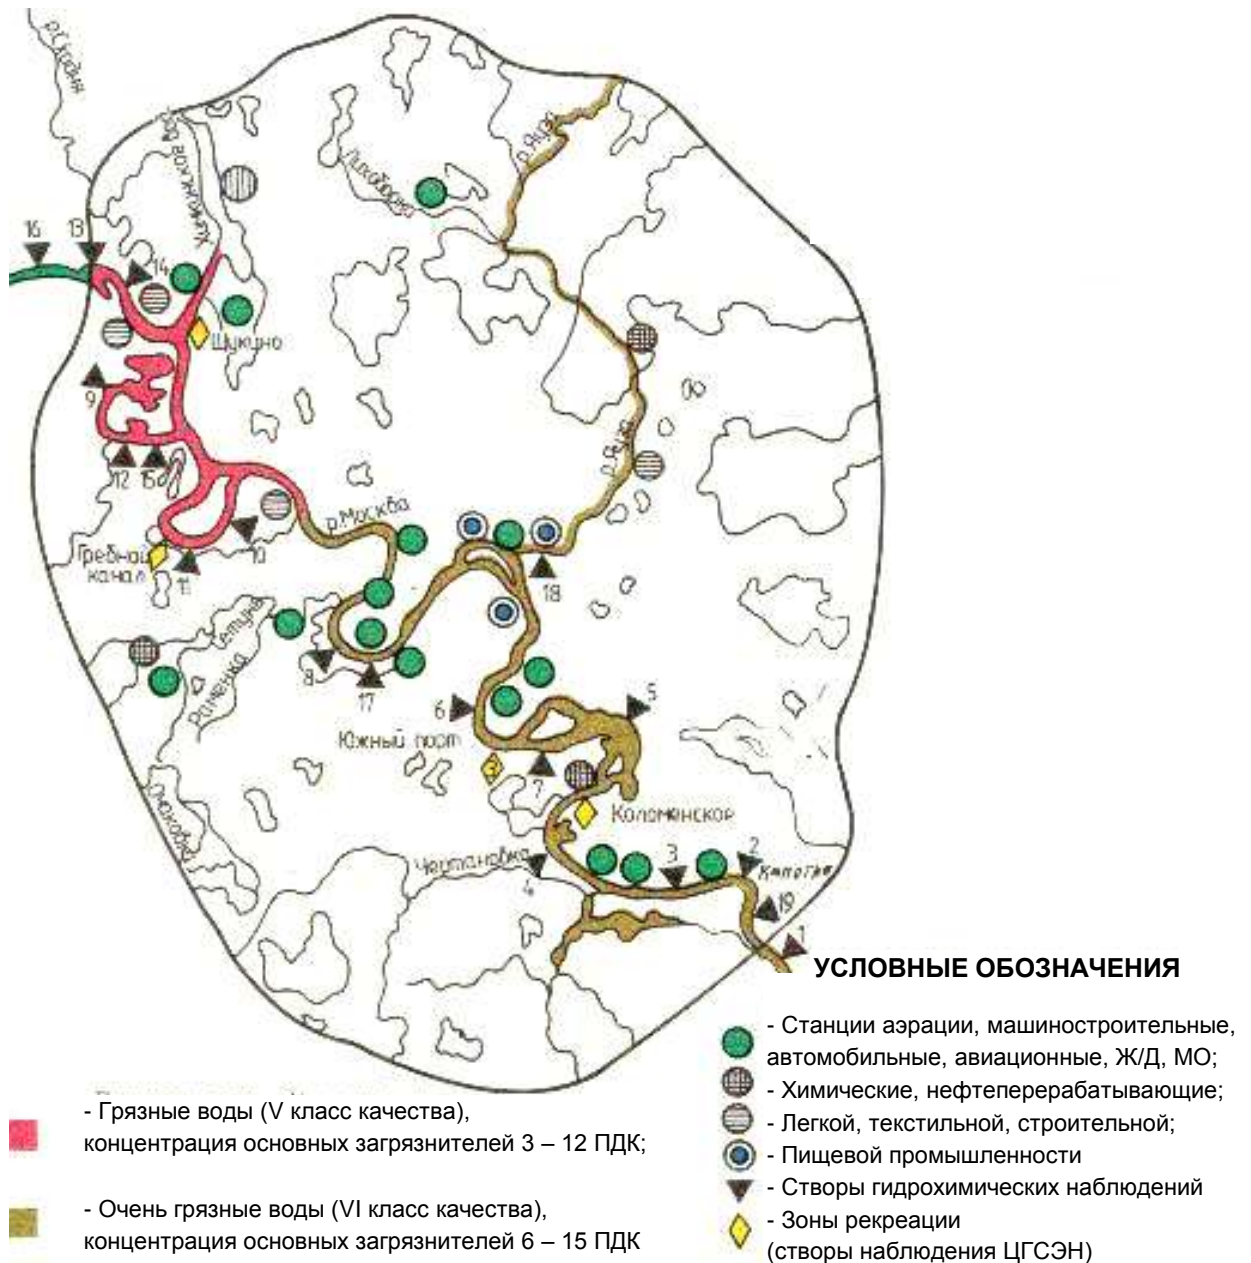 р.Сходня
Химкинское вдр.
Лихоборка
р.Яуза
16
13
14
Щукино
9
р.Яуза
12
15
р.Москва
10
Гребной
канал
11
18
Сетунь
Раменка
8
17
6
5
Южный порт
3
7
Коломенское
Чертановка
4
3
2
Капотня
19
1
УСЛОВНЫЕ ОБОЗНАЧЕНИЯ
- Станции аэрации, машиностроительные,
автомобильные, авиационные, Ж/Д, МО;
- Химические, нефтеперерабатывающие;
- Легкой, текстильной, строительной;
- Пищевой промышленности
- Створы гидрохимических наблюдений
- Зоны рекреации
(створы наблюдения ЦГСЭН)
- Грязные воды (V класс качества),
концентрация основных загрязнителей 3 – 12 ПДК;
- Очень грязные воды (VI класс качества),
концентрация основных загрязнителей 6 – 15 ПДК